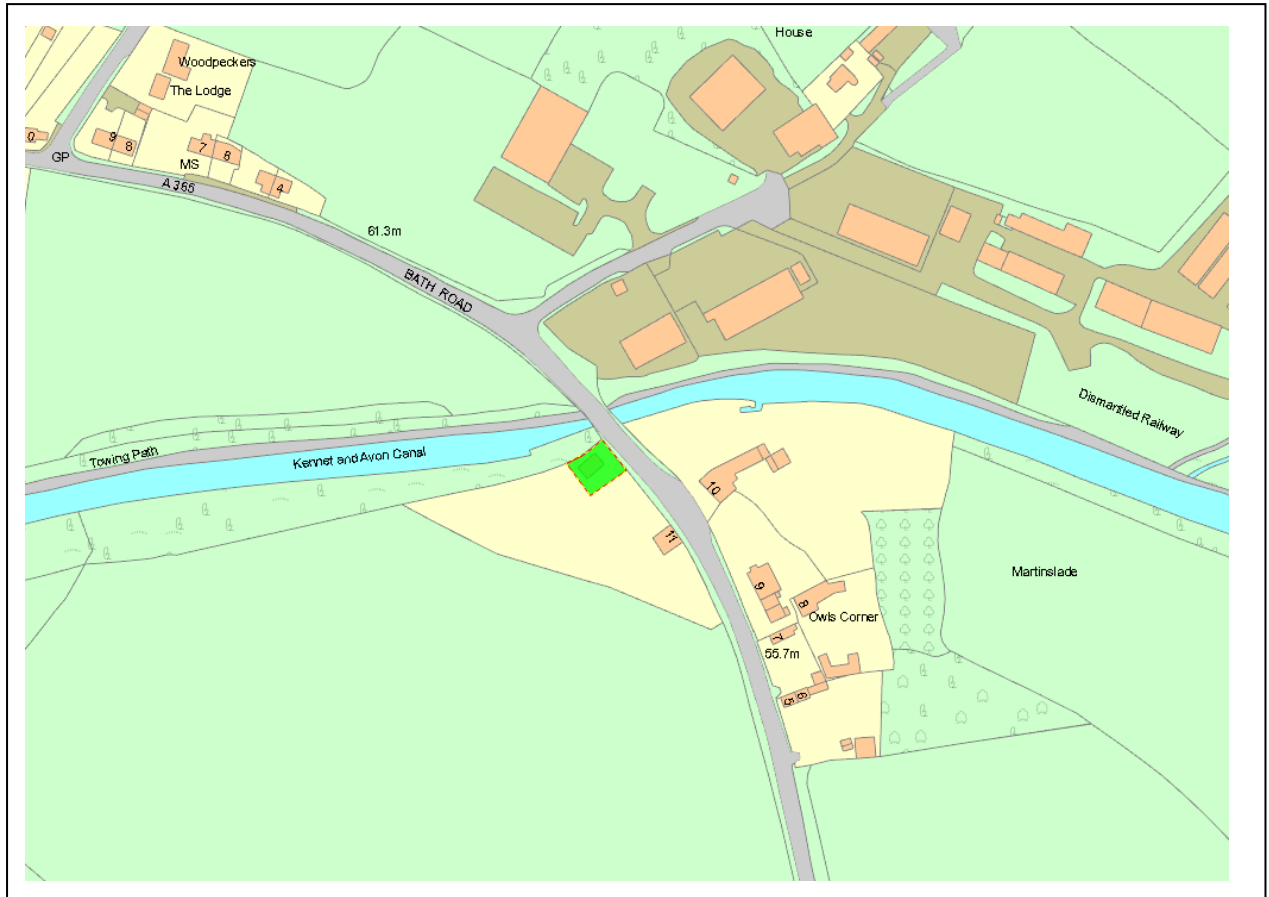 House
Woodpeckers
The Lodge
0
9
8
7
8
MS
GP
A 365
4
61.3m
BATH ROAD
Dismantled Railway
Towing Path
Kennet and Avon Canal
10
11
Martinslade
9
8
Owls Corner
7
55.7m
6
5